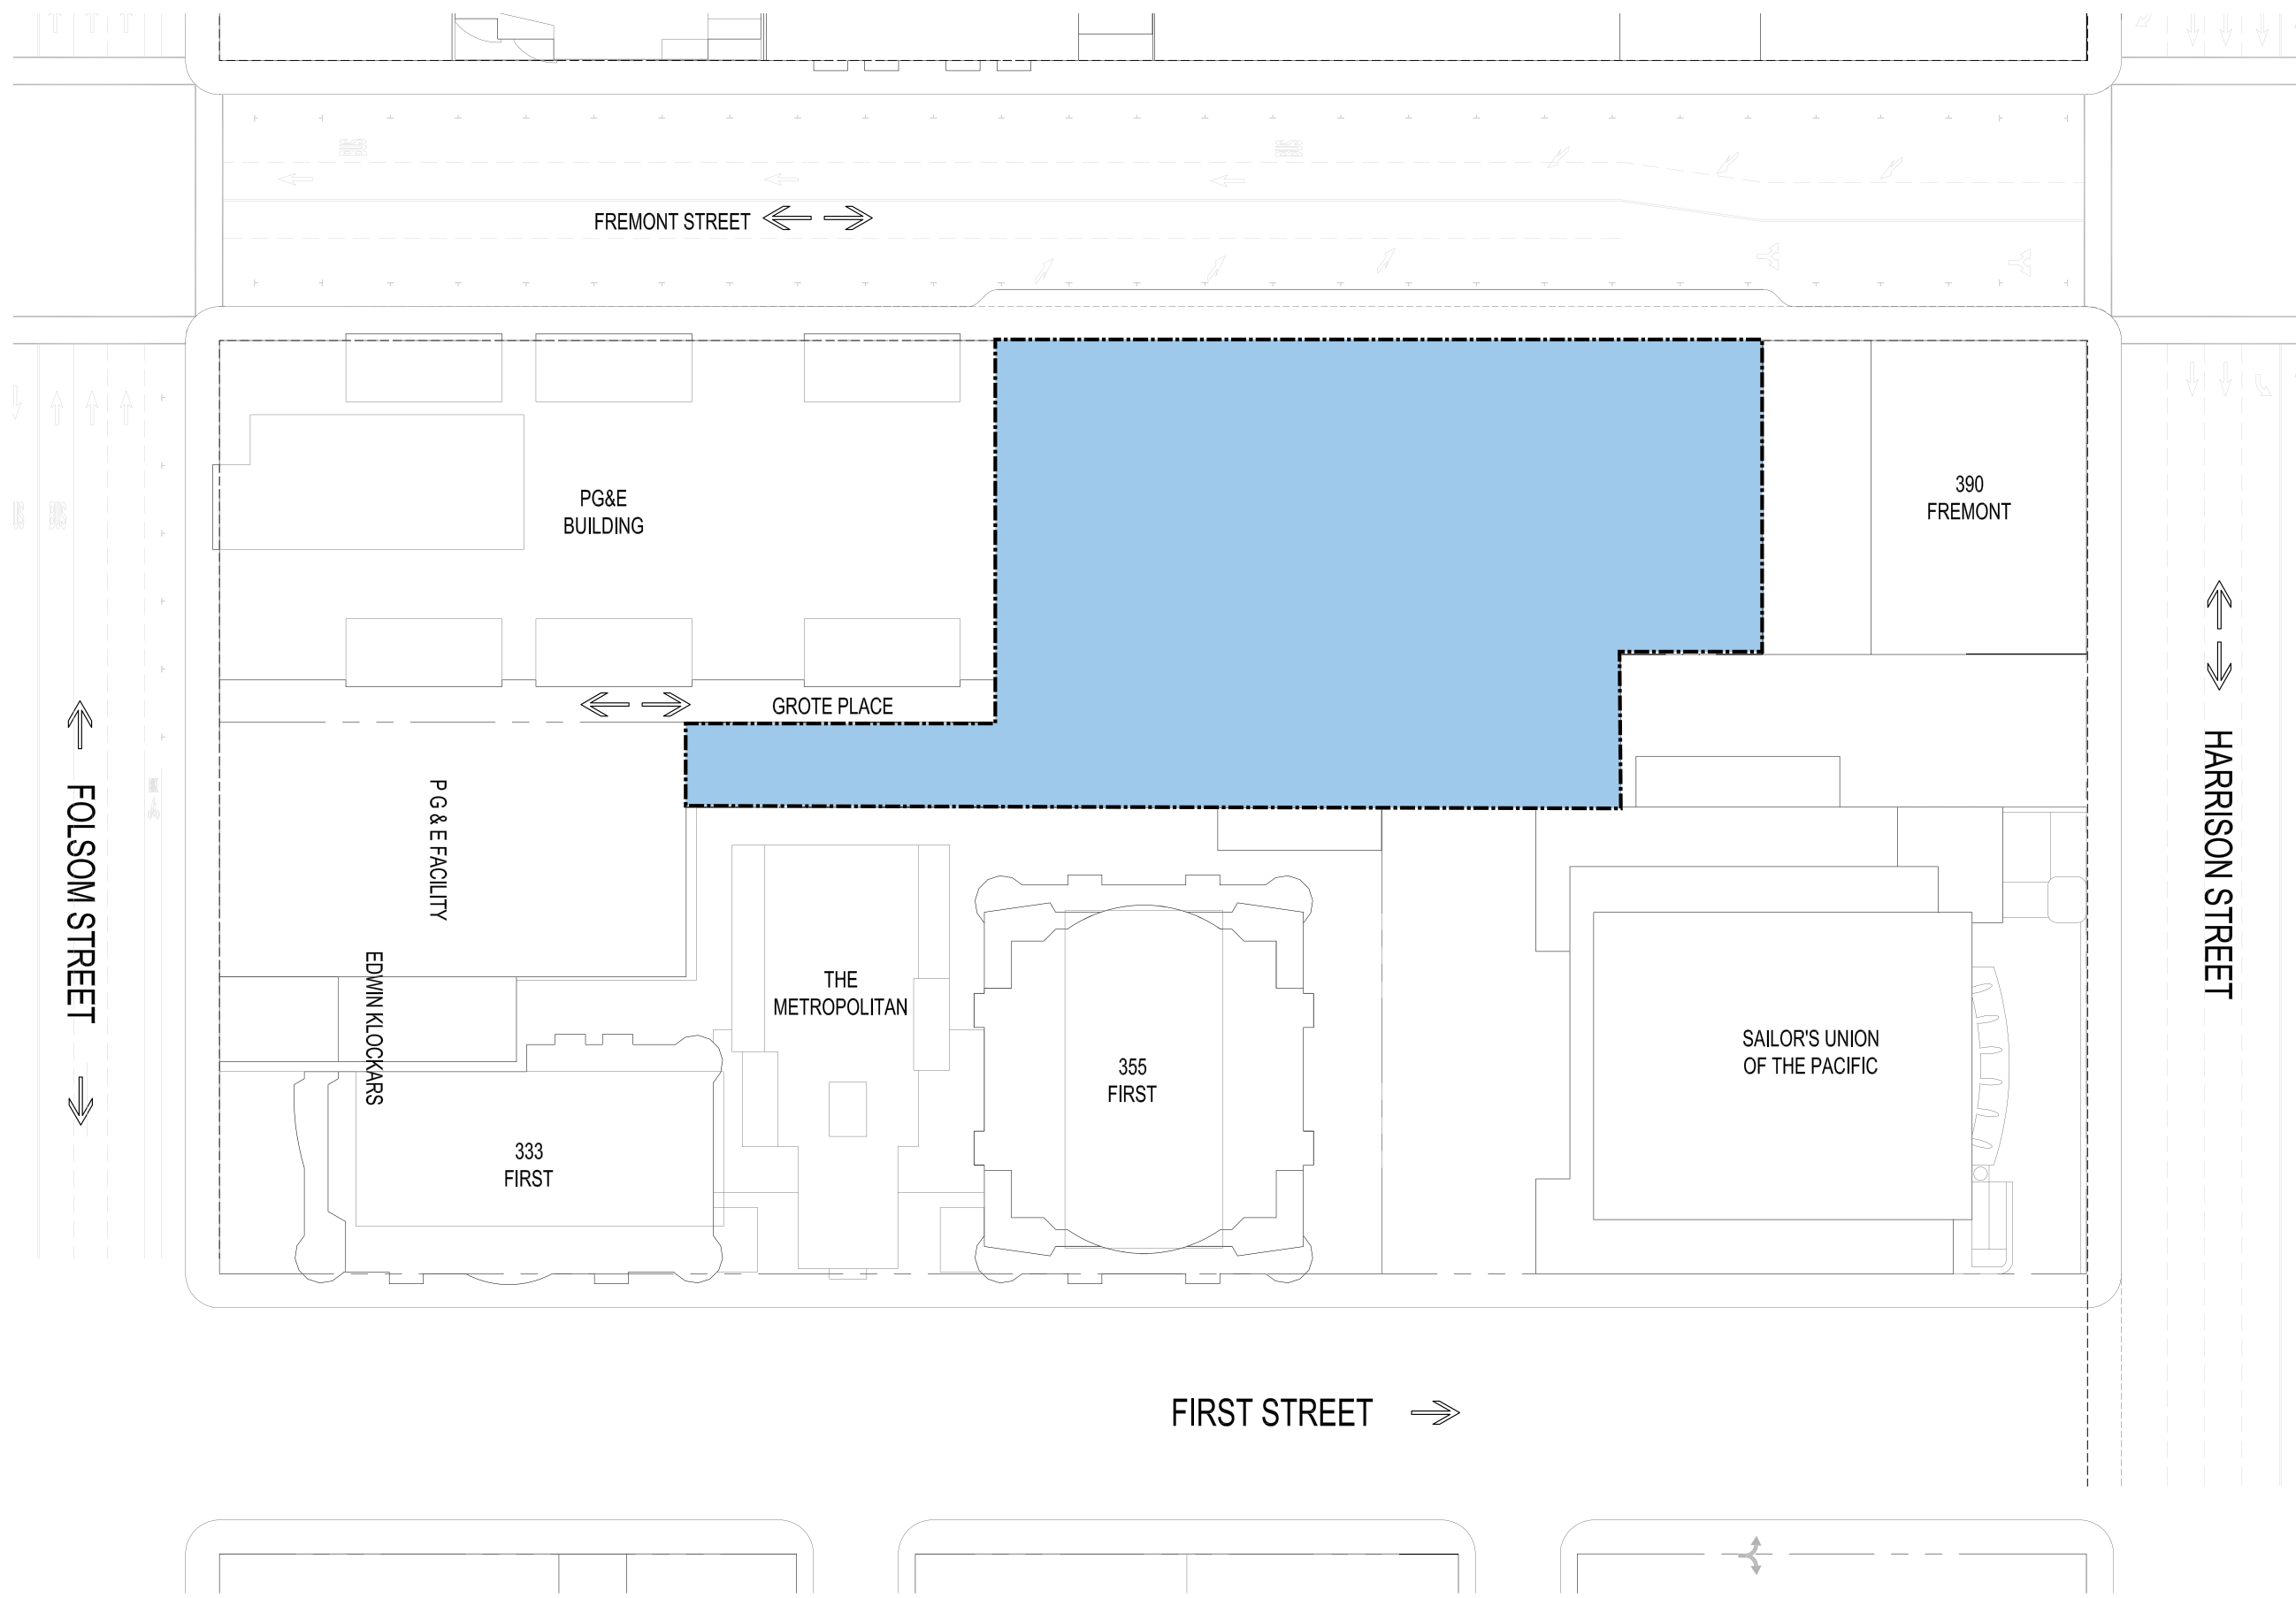 FREMONT STREET
PG&E
BUILDING
390
FREMONT
GROTE PLACE
P G & E FACILITY
FOLSOM STREET
HARRISON STREET
EDWIN KLOCKARS
THE
METROPOLITAN
355
FIRST
SAILOR'S UNION
OF THE PACIFIC
333
FIRST
FIRST STREET